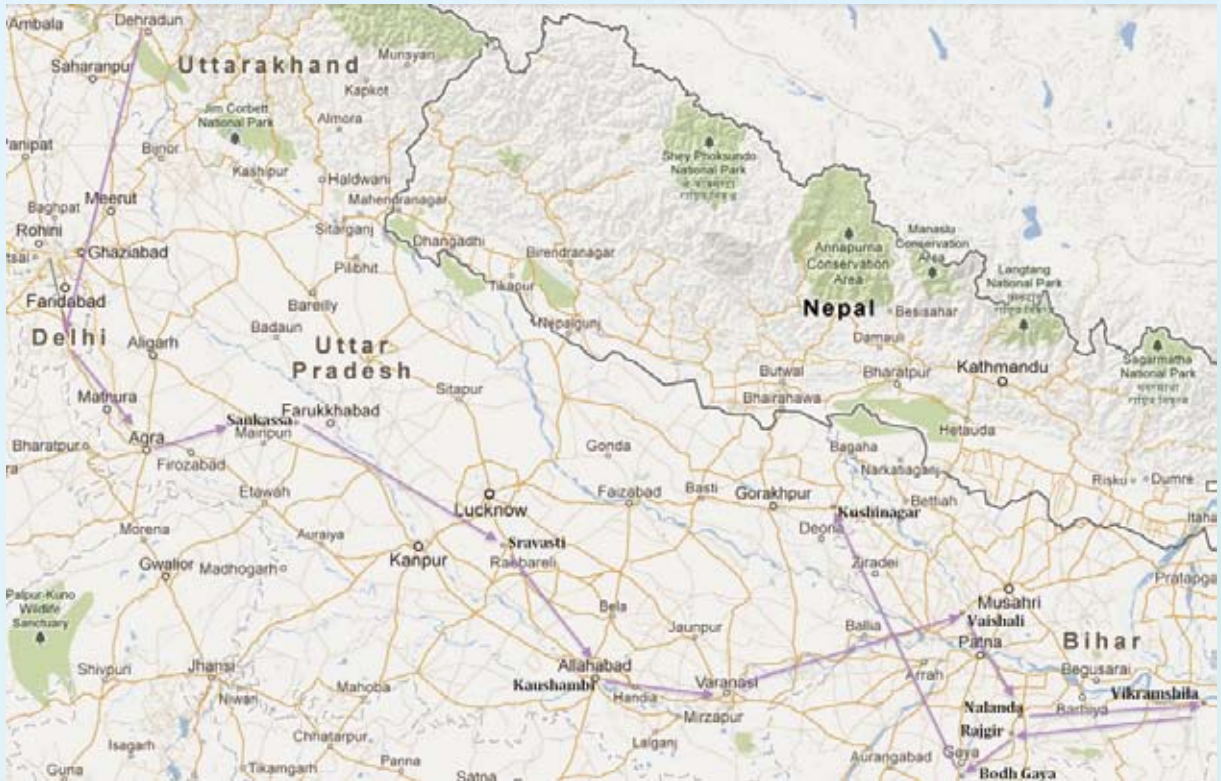 Ambala
Dehradun
Munsyari
Uttarakhand
Saharanpur
Kapkot
Jim Corbett
National Park
Almora
Panipat
Bijnor
Shey Phoksundo
National Park
Kashipur
Haldwani
Meerut
Mahendranagar
Baghpat
Rohini
Sitarganj
Manaslu
Conservation
Area
Ghaziabad
Dhangadhi
Birendranagar
Annapurna
Conservation
Area
Pilibhit
Tikapur
Langtang
National Park
Faridabad
Bareilly
Nepal
Besisahar
Delhi
Badaun
Nepalgunj
Aligarh
Uttar
Pradesh
Damauli
Sagarmatha
National Park
Butwal
Bharatpur
Kathmandu
Mathura
Sitapur
Bhairahawa
Sankassa
Farukkhabad
Agra
Mainpuri
Hetauda
Bharatpur
Firozabad
Gonda
Bagaha
Narkatiaganj
Risku
Dumre
Etawah
Lucknow
Faizabad
Basti
Gorakhpur
Bettiah
Kushinagar
Deoria
Itaha
Morena
Auraiya
Sravasti
Kanpur
Raebareli
Gwalior
Madhogarh
Ziradei
Pratapga
Palpur-Kuno
Wildlife
Sanctuary
Bela
Musahri
Vaishali
Jaunpur
Ballia
Patna
Bihar
Shivpuri
Jhansi
Allahabad
Arrah
Begusarai
Kaushambi
Handia
Varanasi
Niwari
Mahoba
Mirzapur
Nalanda
Barhiya
Vikramshila
Rajgir
Isagarh
Chhatarpur
Lalganj
Aurangabad
Gaya
Guna
Tikamgarh
Panna
Satna
Bodh Gaya